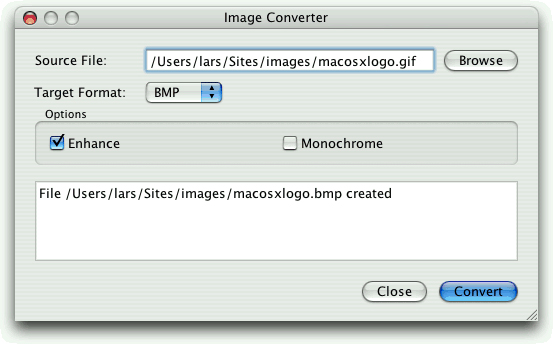 Image Converter
Source File: /Users/lars/Sites/images/macosxlogo.gif Browse
Target Format: BMP
Options
Enhance Monochrome
File /Users/lars/Sites/images/macosxlogo.bmp created
Close Convert